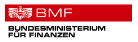 BMF
BUNDESMINISTERIUM
FÜR FINANZEN